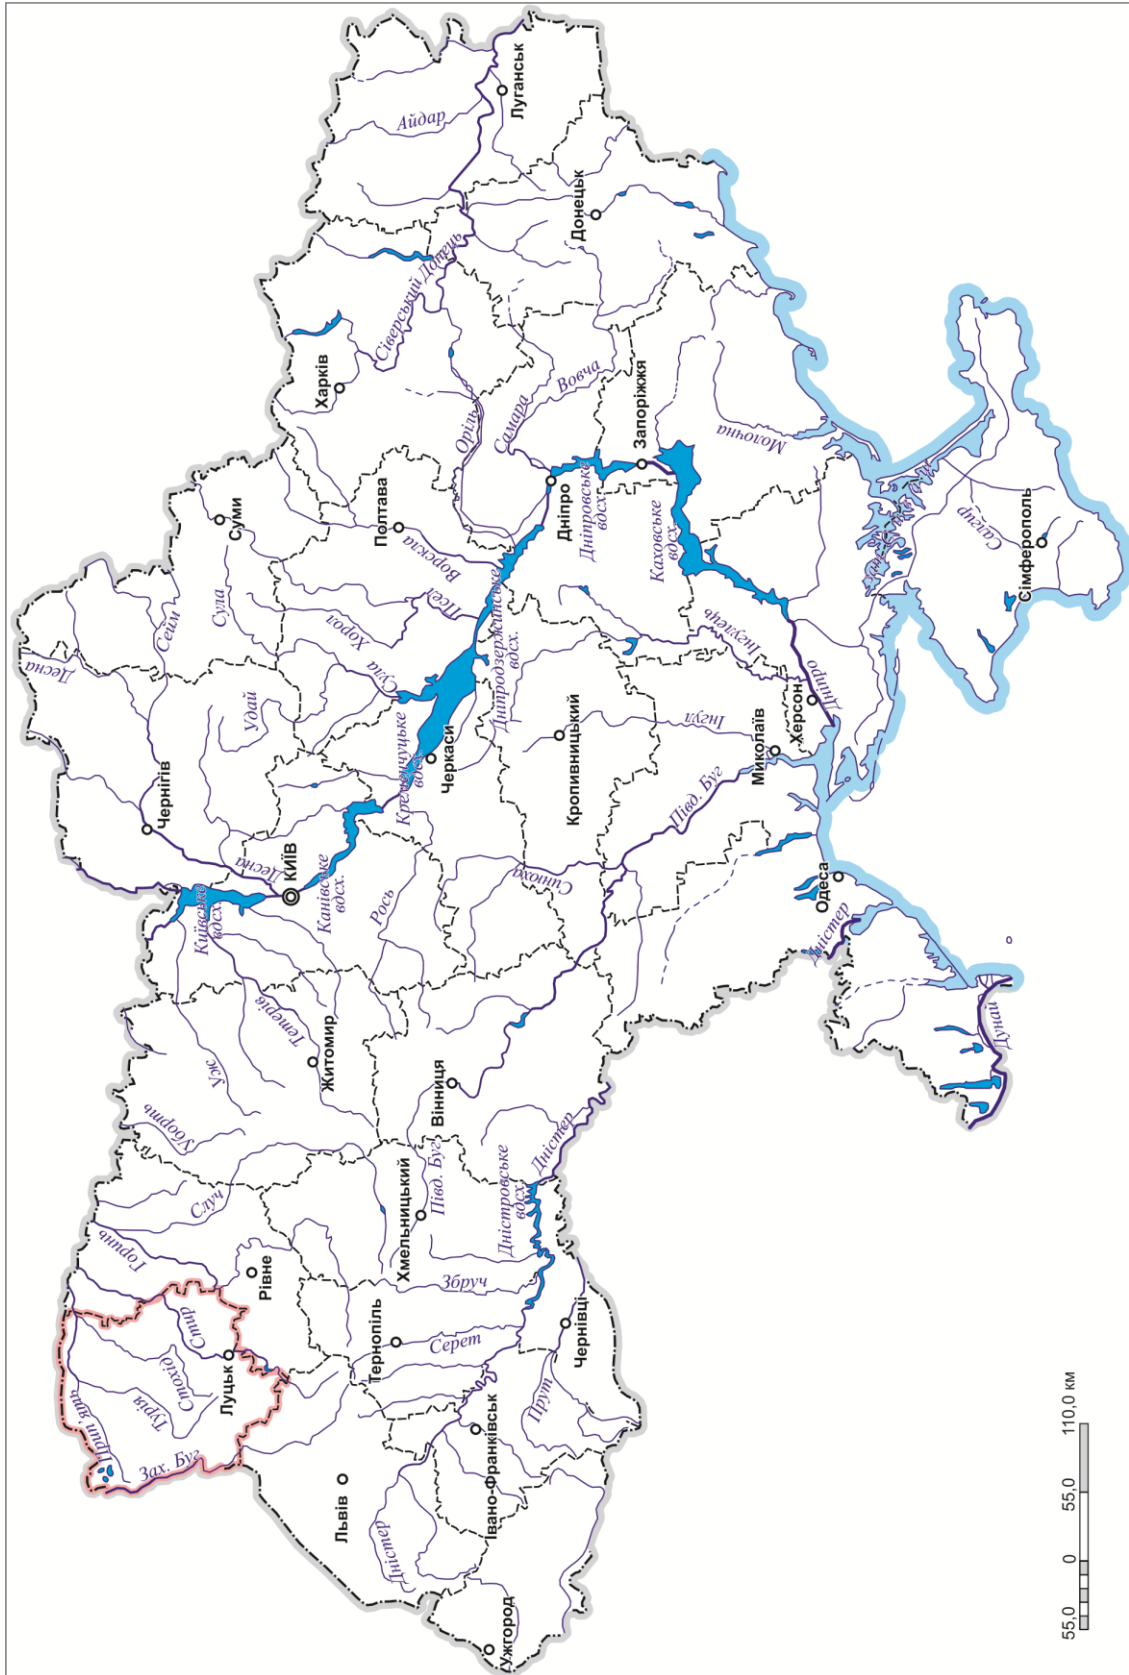 Десна
Сейм
Суми
Сула
Удай
Чернігів
Десна
КИЇВ
Київське
вдсх.
Канівське
вдсх.
Рось
Уборть
Уж
Тетерів
Житомир
Случ
Горинь
Рівне
Стир
Стохід
Турія
Луцьк
Зах. Буг
Львів
Тернопіль
Серет
Збруч
Хмельницький
Півд. Буг
Вінниця
Дністровське
вдсх.
Дністер
Чернівці
Прут
Івано-Франківськ
Дністер
Ужгород
Хорол
Псел
Ворскла
Полтава
Сула
Кременчуцьке
вдсх.
Черкаси
Дніпродзержинське
вдсх.
Харків
Сіверський Донець
Айдар
Луганськ
Донецьк
Оріль
Самара
Вовча
Дніпро
Дніпровське
вдсх.
Запоріжжя
Каховське
вдсх.
Молочна
Кропивницький
Інгул
Інгулець
Синюха
Півд. Буг
Миколаїв
Херсон
Дніпро
Одеса
Дністер
Дунай
Салгир
Сімферополь
55,0
0
55,0
110,0 км